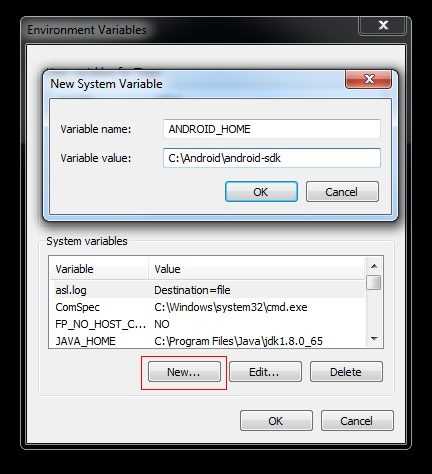 Environment Variables
New System Variable
Variable name: ANDROID_HOME
Variable value: C:\Android\android-sdk
OK Cancel
System variables
Variable Value
asl.log Destination=file
ComSpec C:\Windows\system32\cmd.exe
FP_NO_HOST_C... NO
JAVA_HOME C:\Program Files\Java\jdk1.8.0_65
New... Edit... Delete
OK Cancel